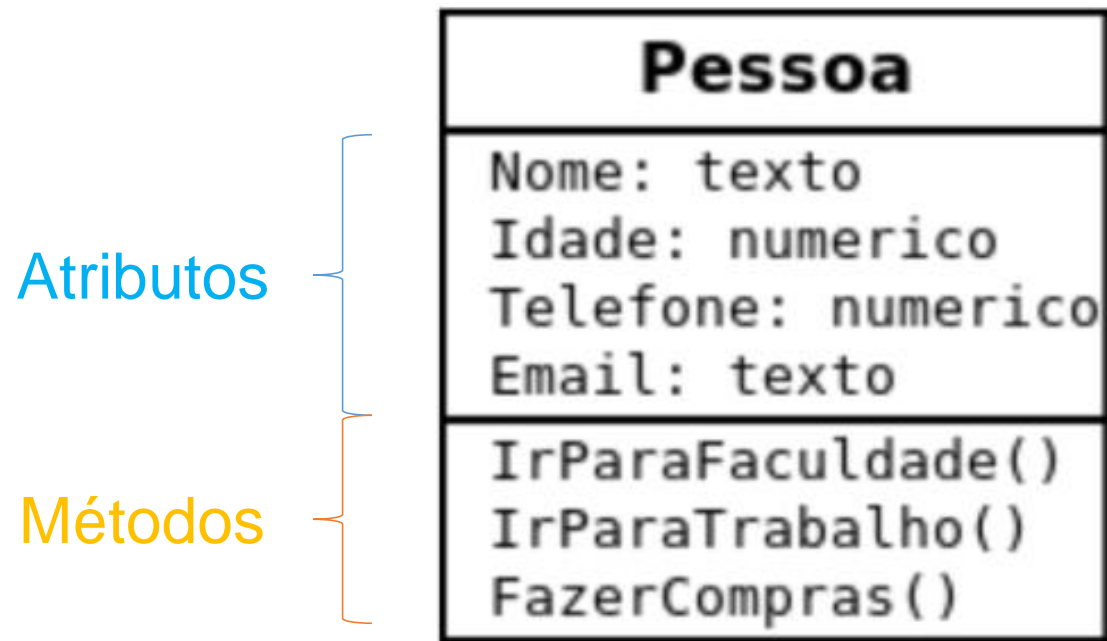 Pessoa
Atributos
Nome: texto
Idade: numerico
Telefone: numerico
Email: texto
Métodos
IrParaFaculdade()
IrParaTrabalho()
FazerCompras()